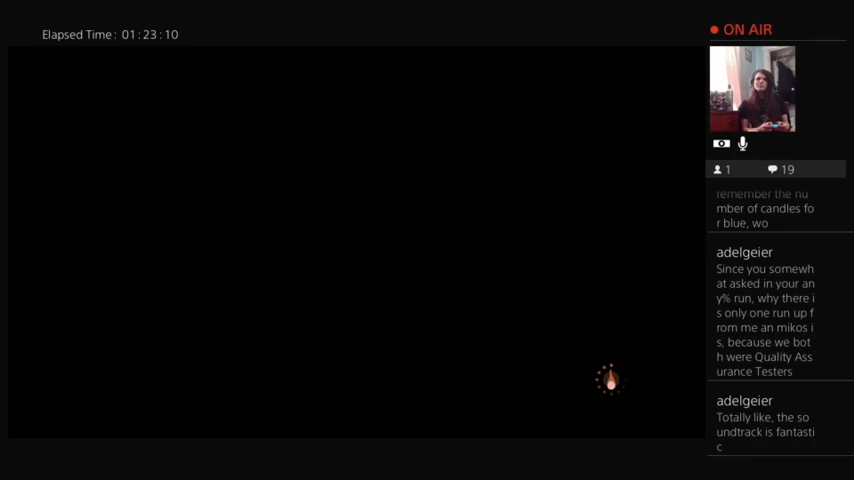 Elapsed Time: 01:23:10
ON AIR
1 19
remember the nu
mber of candles fo
r blue, wo
adelgeier
Since you somewh
at asked in your an
y% run, why there i
s only one run up f
rom me an mikos i
s, because we bot
h were Quality Ass
urance Testers
adelgeier
Totally like, the so
undtrack is fantasti
c